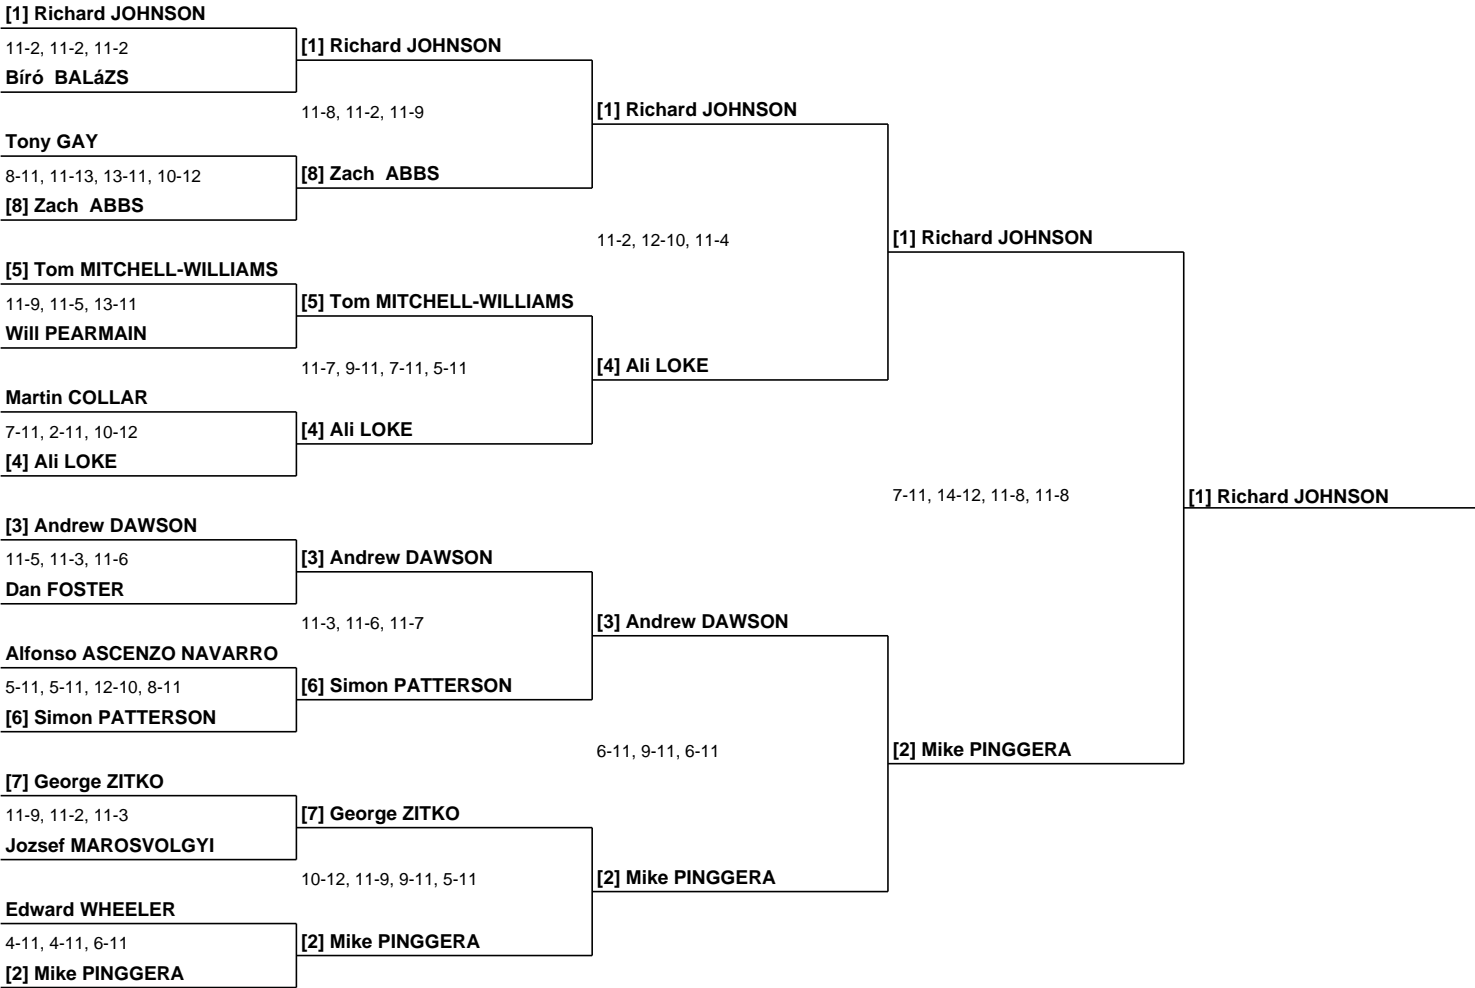 [1] Richard JOHNSON
11-2, 11-2, 11-2
Bíró  BALáZS
Tony GAY
8-11, 11-13, 13-11, 10-12
[8] Zach  ABBS
[5] Tom MITCHELL-WILLIAMS
11-9, 11-5, 13-11
Will PEARMAIN
Martin COLLAR
7-11, 2-11, 10-12
[4] Ali LOKE
[3] Andrew DAWSON
11-5, 11-3, 11-6
Dan FOSTER
Alfonso ASCENZO NAVARRO
5-11, 5-11, 12-10, 8-11
[6] Simon PATTERSON
[7] George ZITKO
11-9, 11-2, 11-3
Jozsef MAROSVOLGYI
Edward WHEELER
4-11, 4-11, 6-11
[2] Mike PINGGERA
[1] Richard JOHNSON
11-8, 11-2, 11-9
[8] Zach  ABBS
[5] Tom MITCHELL-WILLIAMS
11-7, 9-11, 7-11, 5-11
[4] Ali LOKE
[3] Andrew DAWSON
11-3, 11-6, 11-7
[6] Simon PATTERSON
[7] George ZITKO
10-12, 11-9, 9-11, 5-11
[2] Mike PINGGERA
[1] Richard JOHNSON
11-2, 12-10, 11-4
[4] Ali LOKE
[3] Andrew DAWSON
6-11, 9-11, 6-11
[2] Mike PINGGERA
[1] Richard JOHNSON
7-11, 14-12, 11-8, 11-8
[2] Mike PINGGERA
[1] Richard JOHNSON